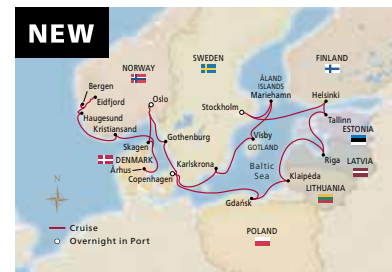 NEW
NORWAY
SWEDEN
FINLAND
Bergen
Eidfjord
Haugesund
Kristiansand
Oslo
Stockholm
ÅLAND
ISLANDS
Mariehamn
Helsinki
Tallinn
ESTONIA
LATVIA
Riga
LITHUANIA
Klaipėda
Visby
GOTLAND
Baltic
Sea
Gothenburg
Skagen
DENMARK
Århus
Copenhagen
Karlskrona
Gdańsk
POLAND
Cruise
Overnight in Port